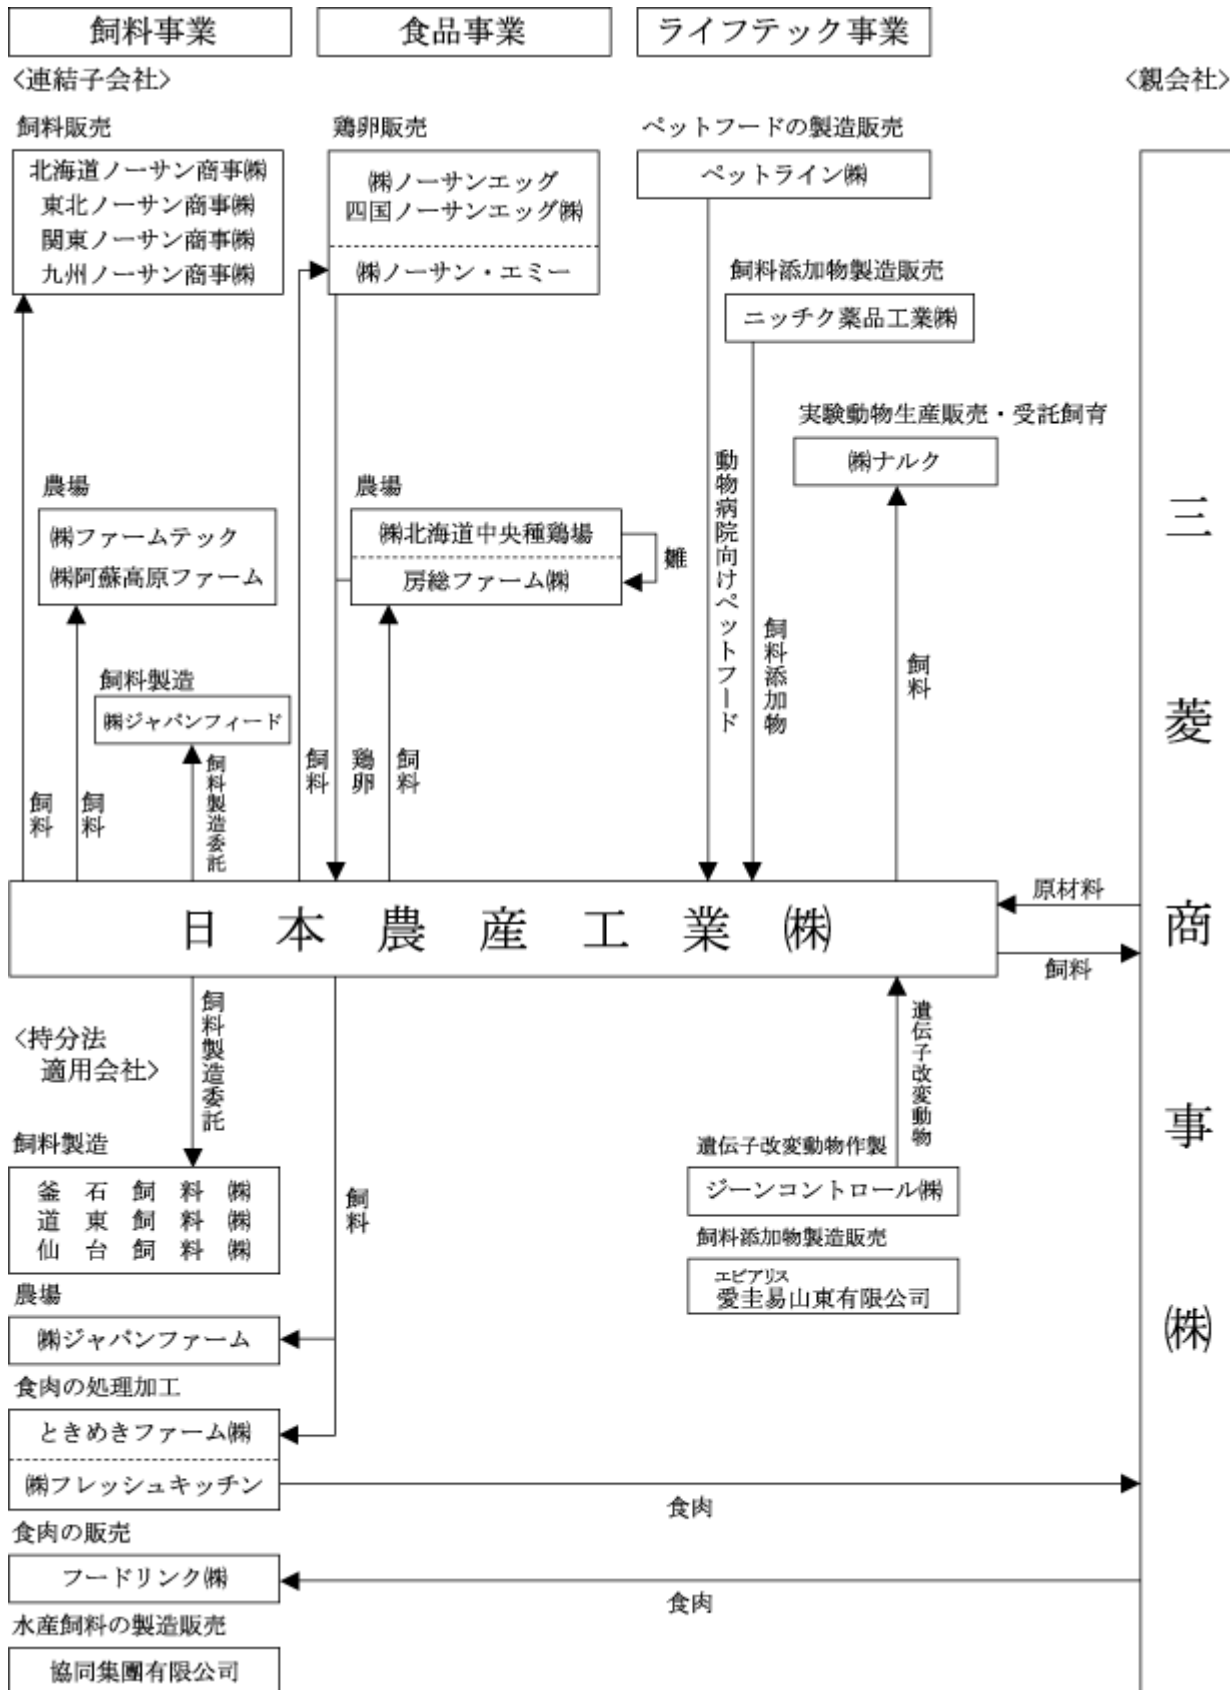 飼料事業
食品事業
ライフテック事業
<連結子会社>
<親会社>
飼料販売
北海道ノーサン商事㈱
東北ノーサン商事㈱
関東ノーサン商事㈱
九州ノーサン商事㈱
鶏卵販売
㈱ノーサンエッグ
四国ノーサンエッグ㈱
㈱ノーサン・エミー
ペットフードの製造販売
ペットライン㈱
飼料添加物製造販売
ニッチク薬品工業㈱
実験動物生産販売・受託飼育
㈱ナルク
農場
㈱ファームテック
㈱阿蘇高原ファーム
農場
㈱北海道中央種鶏場
房総ファーム㈱
雛
飼料製造
㈱ジャパンフィード
飼料
飼料
飼料製造委託
飼料
鶏卵
飼料
動物病院向けペットフード
飼料添加物
飼料
日本農産工業㈱
原材料
飼料
三菱商事㈱
<持分法
適用会社>
飼料製造委託
飼料
遺伝子改変動物
飼料製造
釜石飼料㈱
道東飼料㈱
仙台飼料㈱
農場
㈱ジャパンファーム
食肉の処理加工
ときめきファーム㈱
㈱フレッシュキッチン
食肉
食肉の販売
フードリンク㈱
食肉
水産飼料の製造販売
協同集團有限公司
遺伝子改変動物作製
ジーンコントロール㈱
飼料添加物製造販売
エピアリス
愛圭易山東有限公司